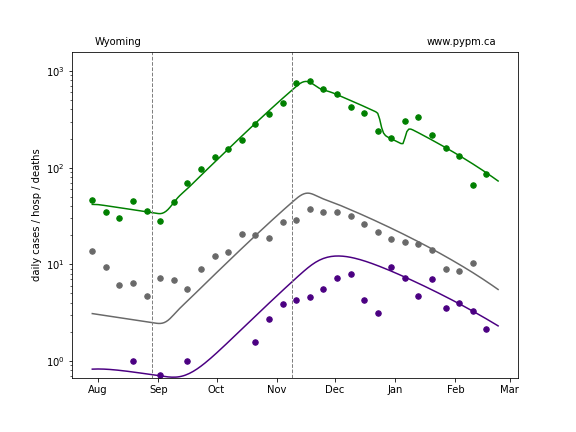 Wyoming www.pypm.ca
daily cases / hosp / deaths
10³
10²
10¹
10⁰
Aug Sep Oct Nov Dec Jan Feb Mar